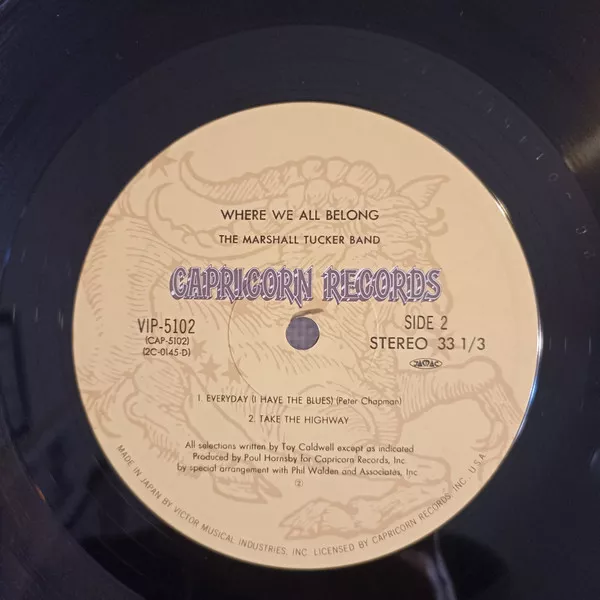 WHERE WE ALL BELONG
THE MARSHALL TUCKER BAND
CAPRICORN RECORDS
VIP-5102
(CAP-5102)
(2C-0145-D)
SIDE 2
STEREO 33 1/3
1. EVERYDAY (I HAVE THE BLUES) (Peter Chapman)
2. TAKE THE HIGHWAY
All selections written by Toy Caldwell except as indicated
Produced by Paul Hornsby for Capricorn Records, Inc.
by special arrangement with Phil Walden and Associates, Inc.
②
MADE IN JAPAN BY VICTOR MUSICAL INDUSTRIES, INC. LICENSED BY CAPRICORN RECORDS, INC. U.S.A.